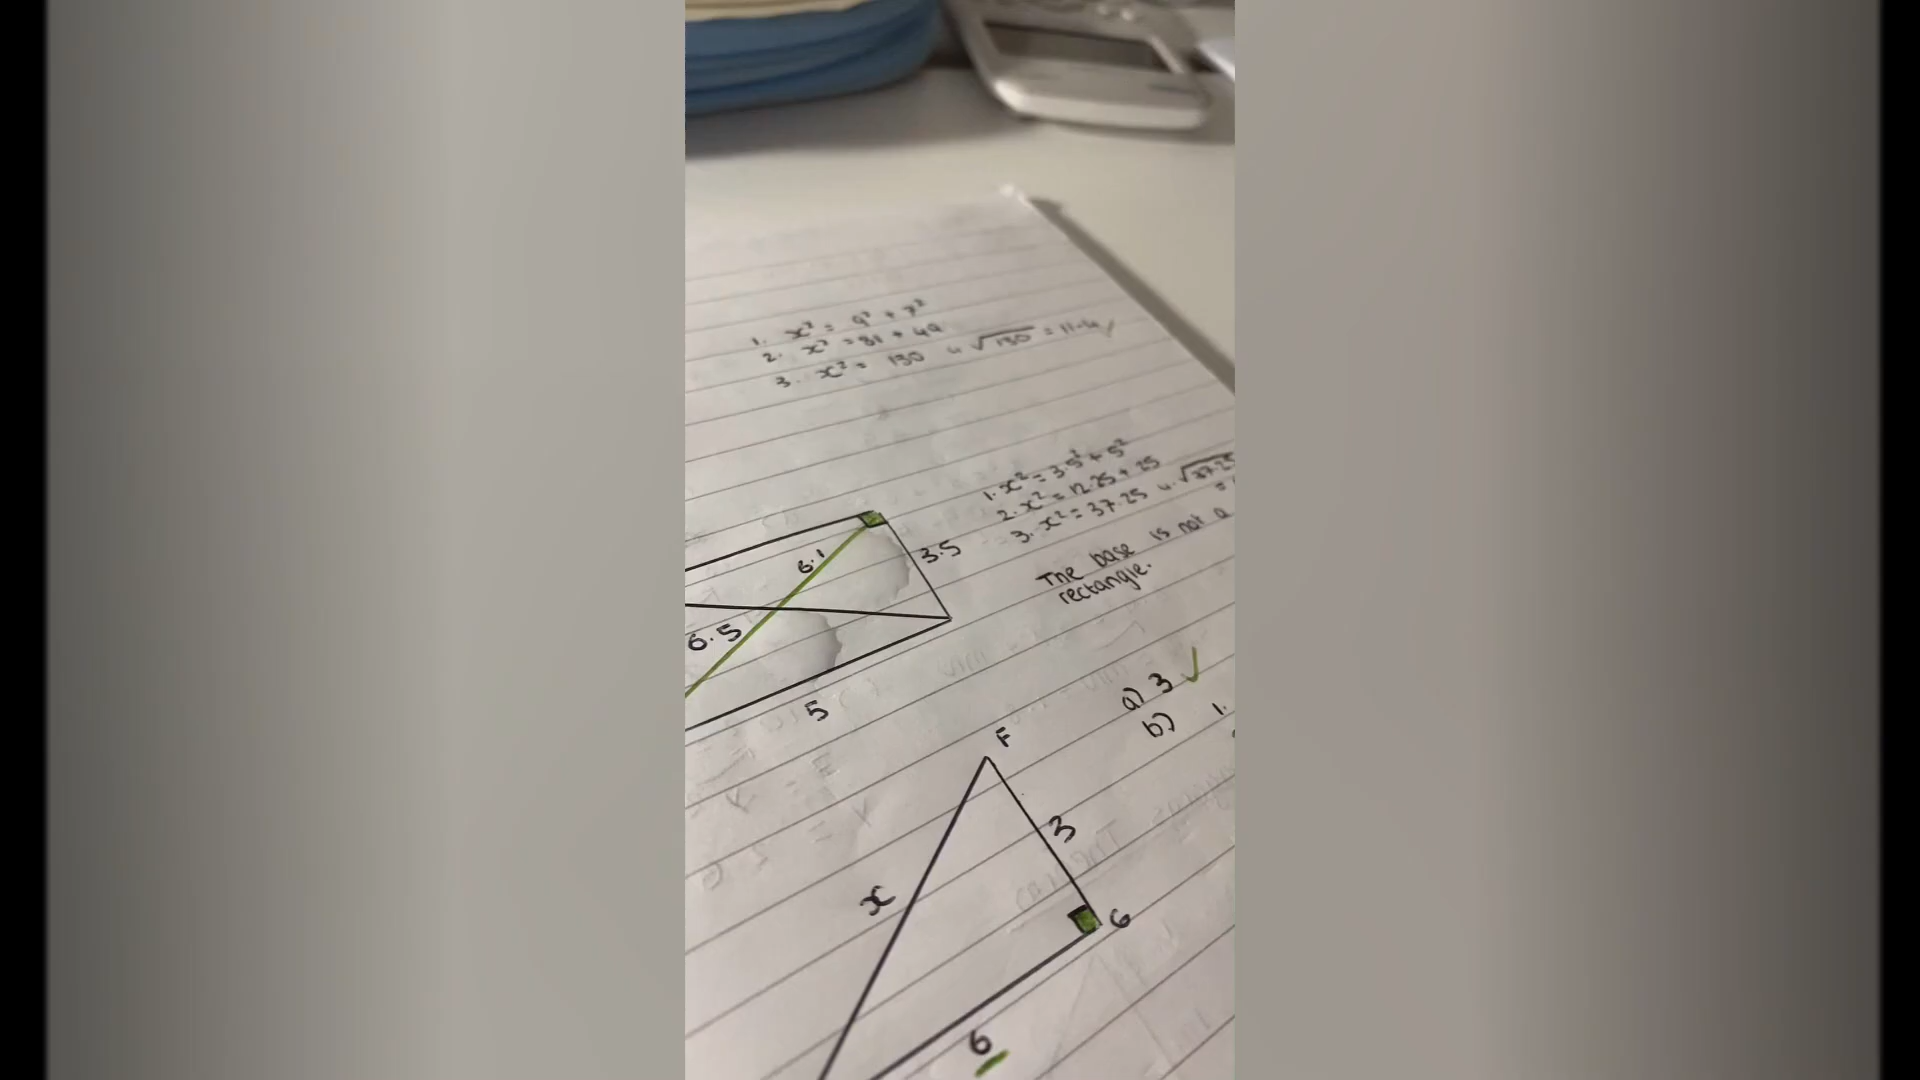 1. x² = 9² + 7²
2. x² = 81 + 49
3. x² = 130 4. √130 = 11.4 ✓
1. x² = 3.5² + 5²
2. x² = 12.25 + 25
3. x² = 37.25 4. √37.25
=
The base is not a
rectangle.
6.1
3.5
6.5
5
a) 3 ✓
b) 1.
F
3
x
G
6